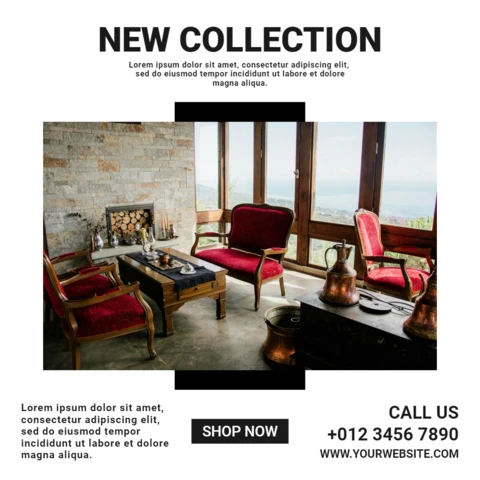 NEW COLLECTION
Lorem ipsum dolor sit amet, consectetur adipiscing elit,
sed do eiusmod tempor incididunt ut labore et dolore
magna aliqua.
Lorem ipsum dolor sit amet,
consectetur adipiscing elit,
sed do eiusmod tempor
incididunt ut labore et dolore
magna aliqua.
SHOP NOW
CALL US
+012 3456 7890
WWW.YOURWEBSITE.COM